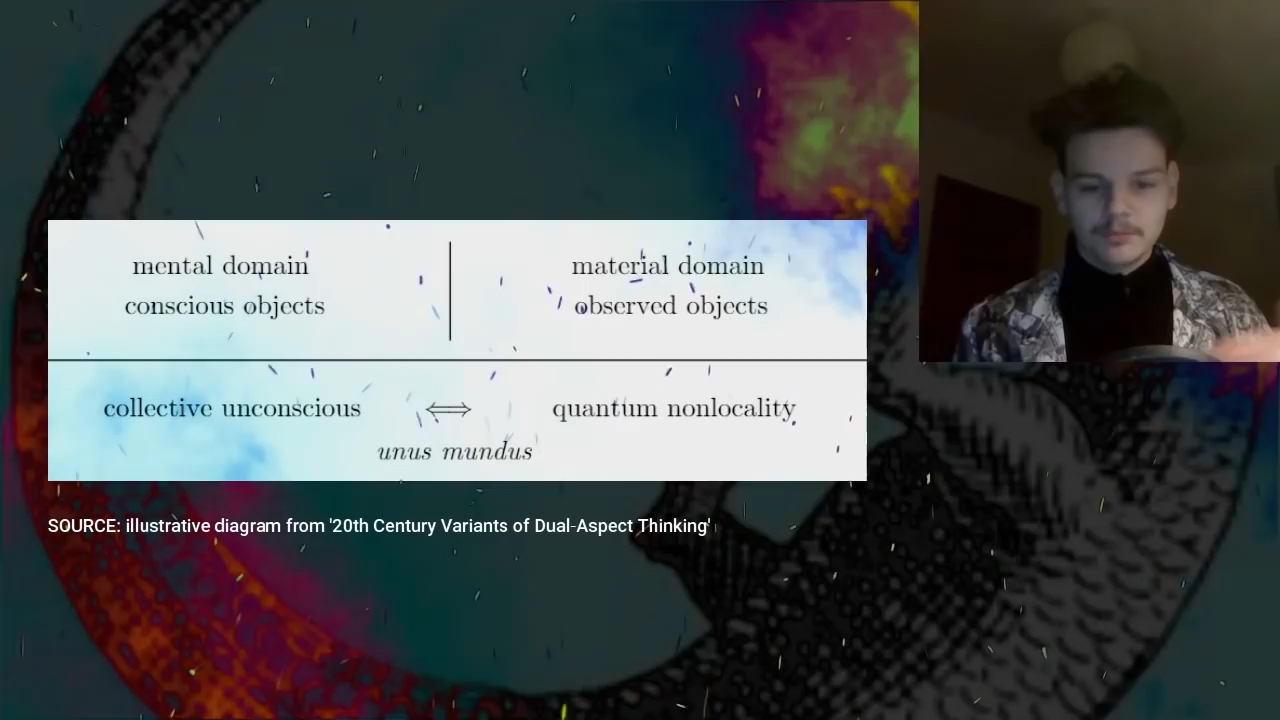 mental domain
material domain
conscious objects
observed objects
collective unconscious ⟺ quantum nonlocality
unus mundus
SOURCE: illustrative diagram from '20th Century Variants of Dual-Aspect Thinking'